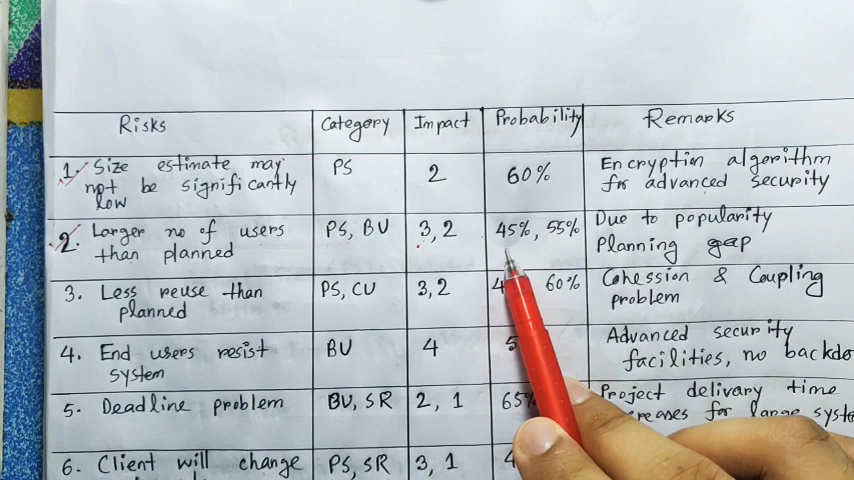 Risks Category Impact Probability Remarks
1. Size estimate may PS 2 60% Encryption algorithm
not be significantly for advanced security
low
2. Larger no of users PS, BU 3, 2 45%, 55% Due to popularity
than planned Planning gap
3. Less reuse than PS, CU 3, 2 60% Cohession & Coupling
planned problem
4. End users resist BU 4 Advanced security
system facilities, no backdo
5. Deadline problem BU, SR 2, 1 65% Project delivary time
for large syste
6. Client will change PS, SR 3, 1